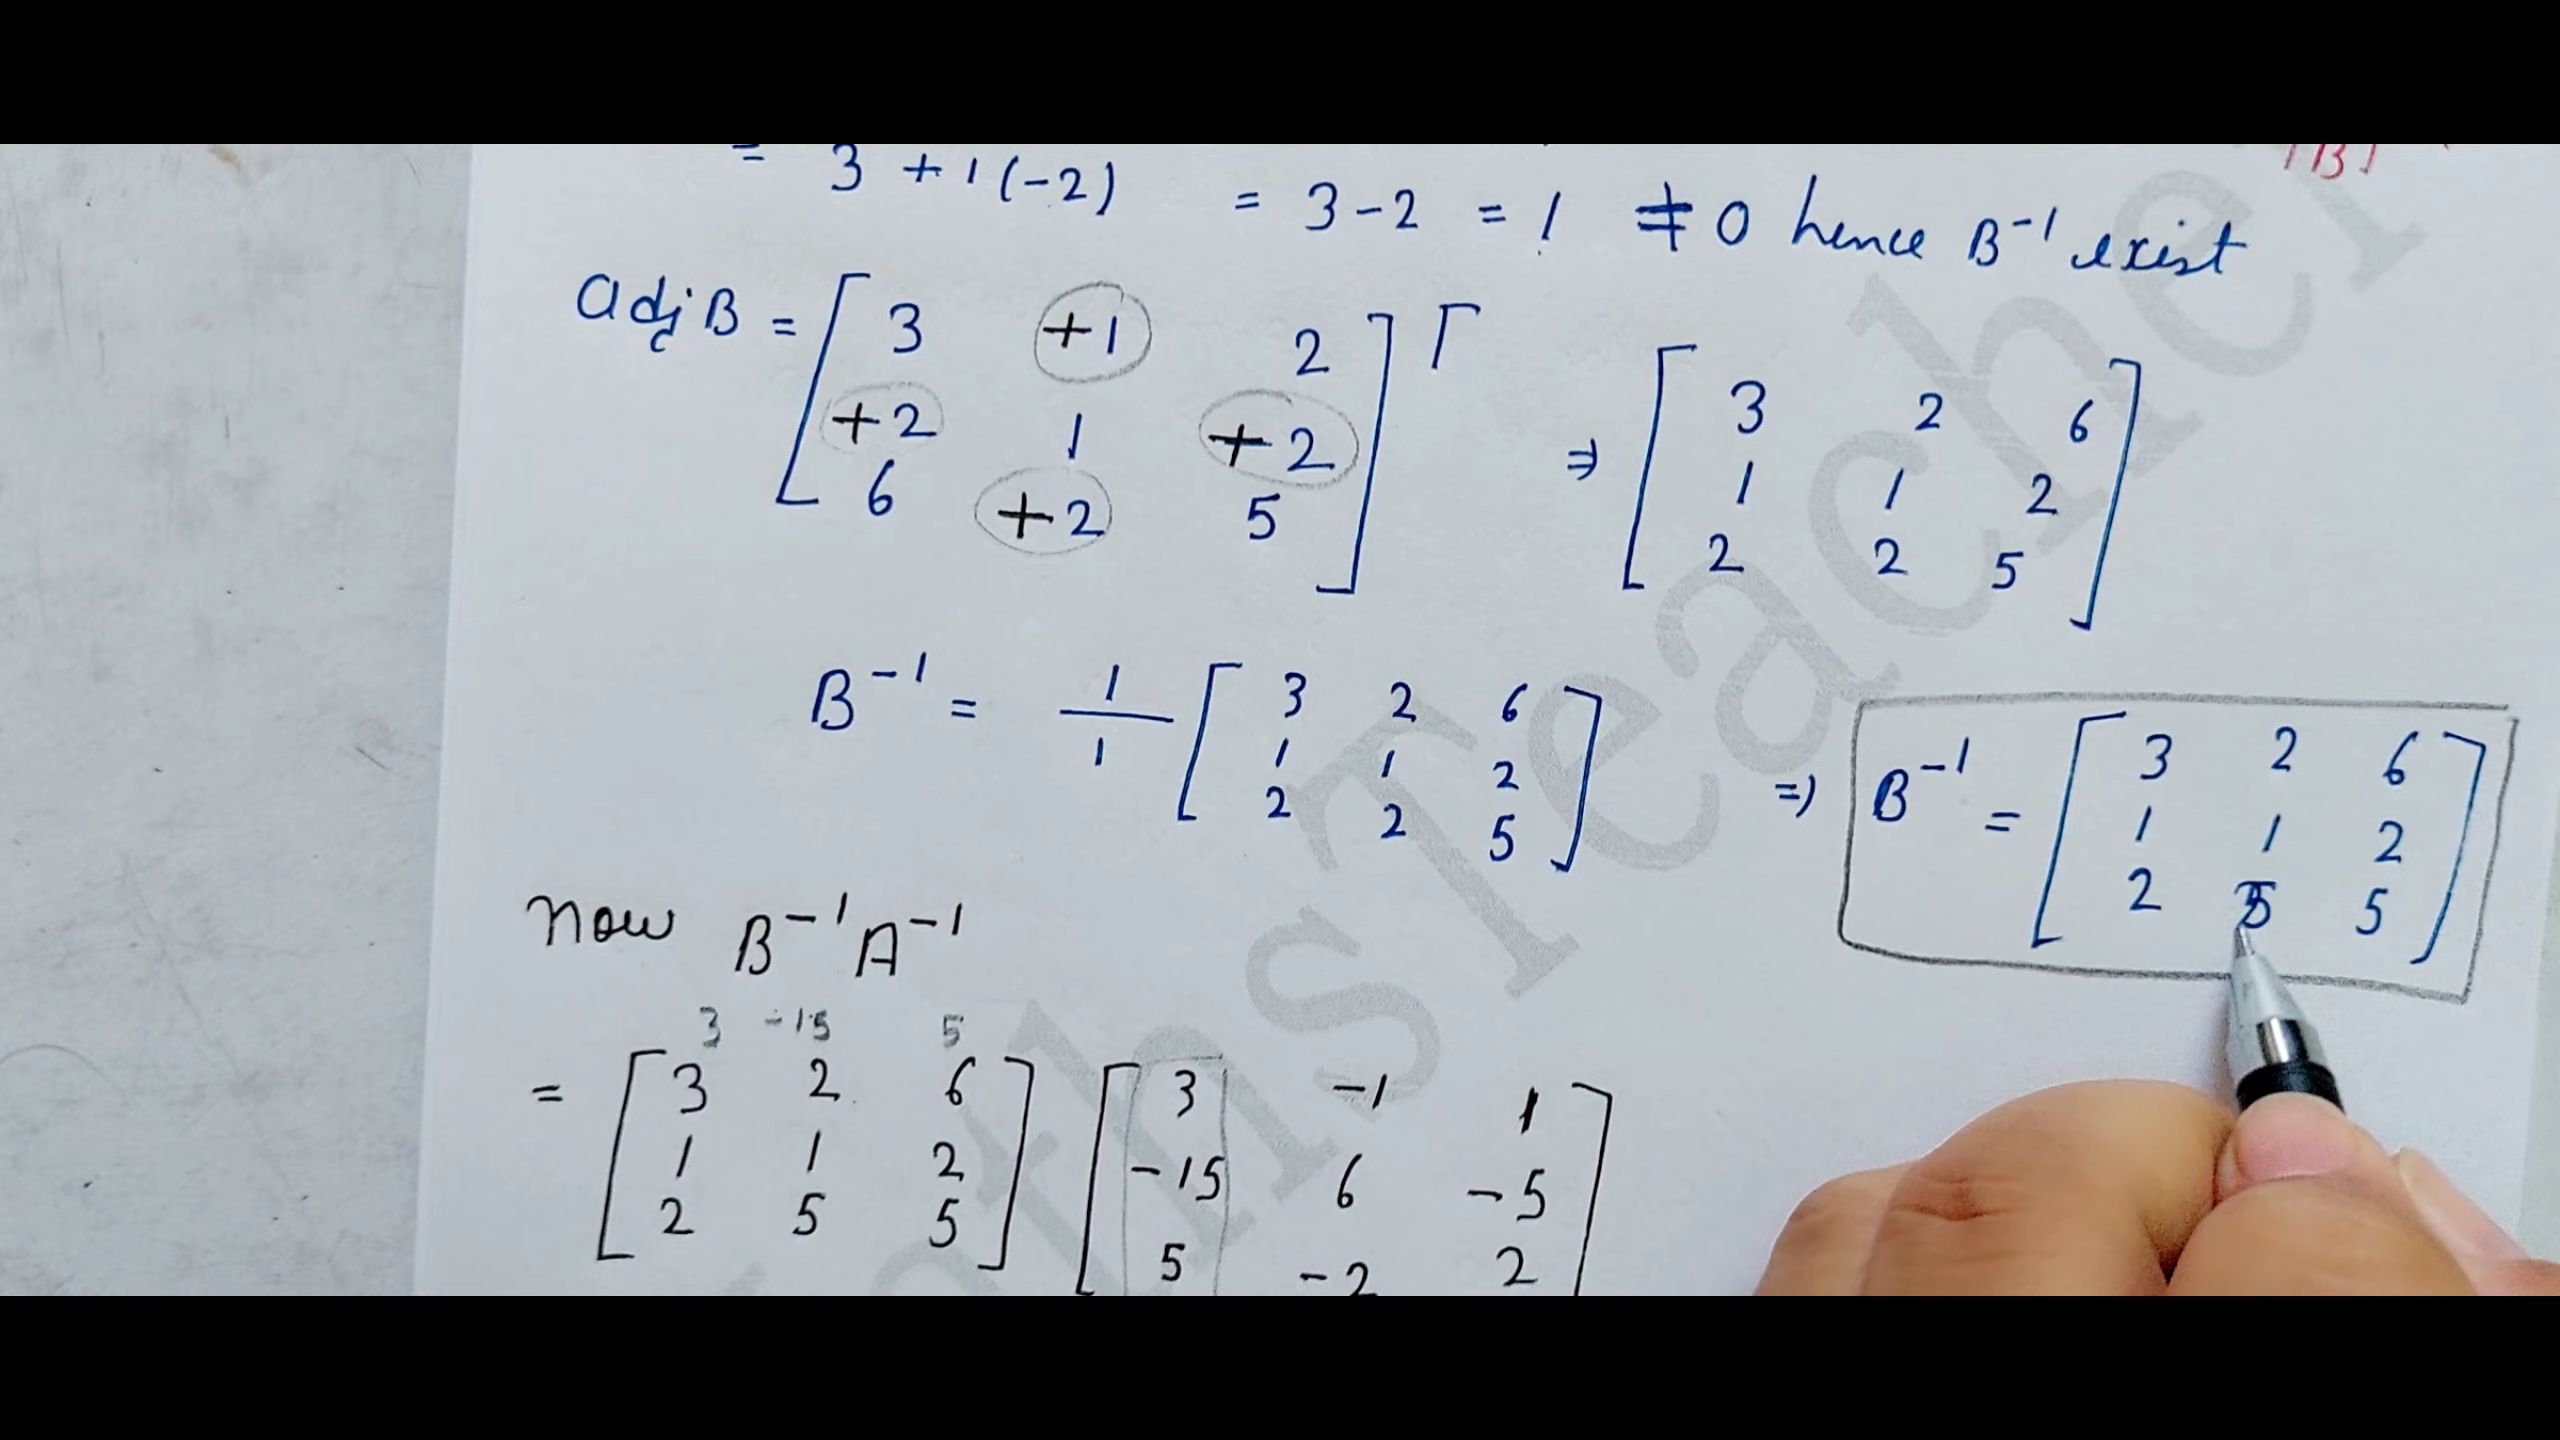 |B|
= 3 + 1(-2) = 3 - 2 = 1 ≠ 0 hence B⁻¹ exist
adj B = [ 3 +1 2 ] T ⇒ [ 3 2 6 ]
[ +2 1 +2 ] [ 1 1 2 ]
[ 6 +2 5 ] [ 2 2 5 ]
B⁻¹ = 1/1 [ 3 2 6 ] ⇒ B⁻¹ = [ 3 2 6 ]
[ 1 1 2 ] [ 1 1 2 ]
[ 2 2 5 ] [ 2 5 5 ]
Now B⁻¹A⁻¹
3 -15 5
= [ 3 2 6 ] [ 3 -1 1 ]
[ 1 1 2 ] [ -15 6 -5 ]
[ 2 5 5 ] [ 5 -2 2 ]